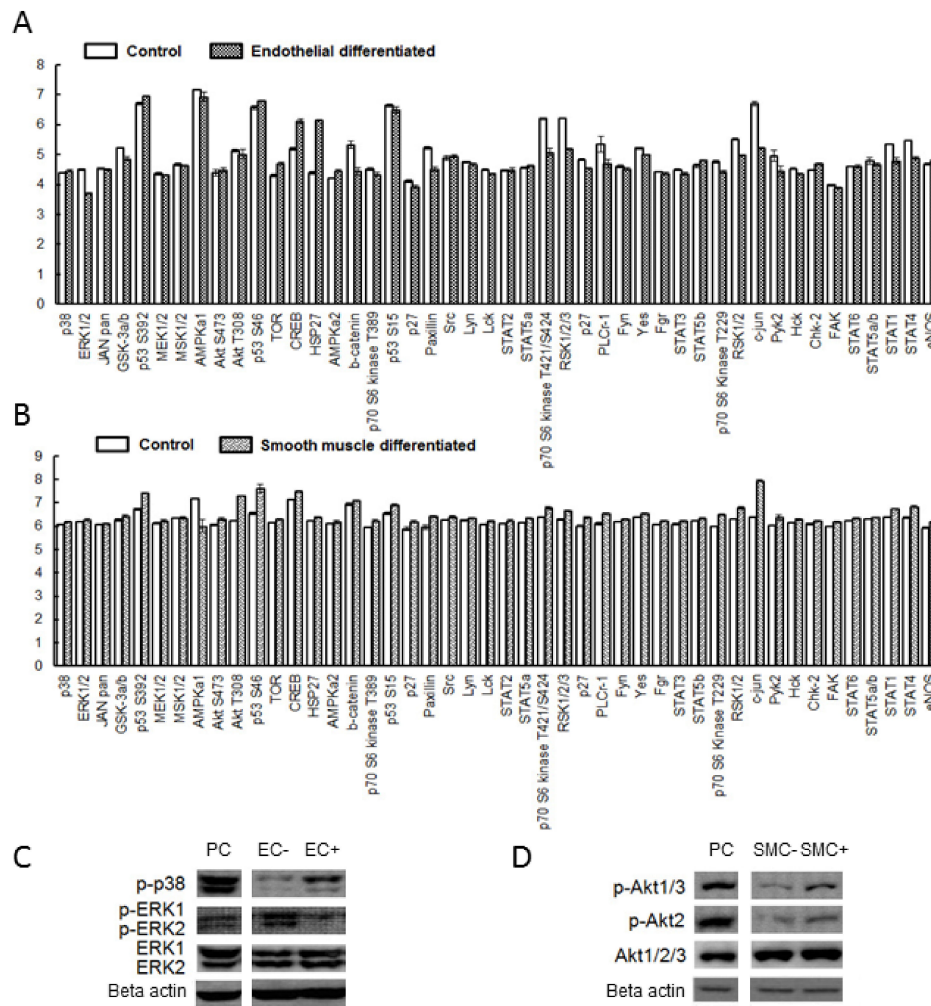 A
Control Endothelial differentiated
8
7
6
5
4
3
2
1
0
p38
ERK1/2
JAN pan
GSK-3a/b
p53 S392
MEK1/2
MSK1/2
AMPKa1
Akt S473
Akt T308
p53 S46
TOR
CREB
HSP27
AMPKa2
b-catenin
p70 S6 kinase T389
p53 S15
p27
Paxillin
Src
Lyn
Lck
STAT2
STAT5a
p70 S6 kinase T421/S424
RSK1/2/3
p27
PLCr-1
Fyn
Yes
Fgr
STAT3
STAT5b
p70 S6 Kinase T229
RSK1/2
c-jun
Pyk2
Hck
Chk-2
FAK
STAT6
STAT5a/b
STAT1
STAT4
eNOS
B
Control Smooth muscle differentiated
9
8
7
6
5
4
3
2
1
0
p38
ERK1/2
JAN pan
GSK-3a/b
p53 S392
MEK1/2
MSK1/2
AMPKa1
Akt S473
Akt T308
p53 S46
TOR
CREB
HSP27
AMPKa2
b-catenin
p70 S6 kinase T389
p53 S15
p27
Paxillin
Src
Lyn
Lck
STAT2
STAT5a
p70 S6 kinase T421/S424
RSK1/2/3
p27
PLCr-1
Fyn
Yes
Fgr
STAT3
STAT5b
p70 S6 Kinase T229
RSK1/2
c-jun
Pyk2
Hck
Chk-2
FAK
STAT6
STAT5a/b
STAT1
STAT4
eNOS
C
PC EC- EC+
p-p38
p-ERK1
p-ERK2
ERK1
ERK2
Beta actin
D
PC SMC- SMC+
p-Akt1/3
p-Akt2
Akt1/2/3
Beta actin